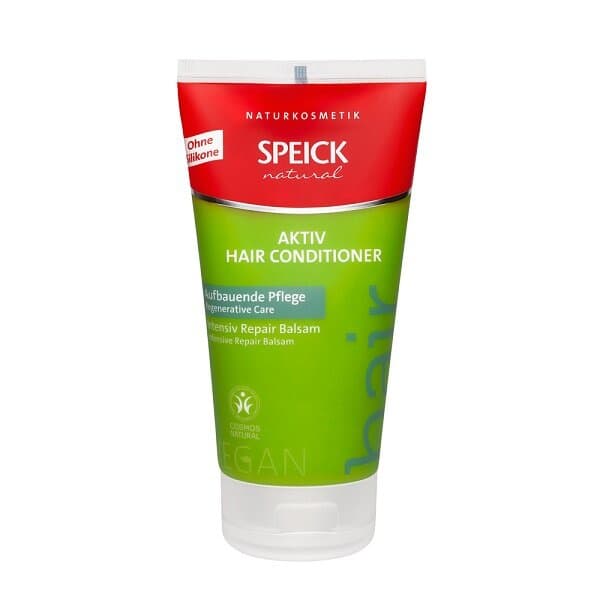 NATURKOSMETIK
Ohne
Silikone
SPEICK
natural
AKTIV
HAIR CONDITIONER
Aufbauende Pflege
Regenerative Care
Intensiv Repair Balsam
Intensive Repair Balsam
hair
COSMOS
NATURAL
VEGAN